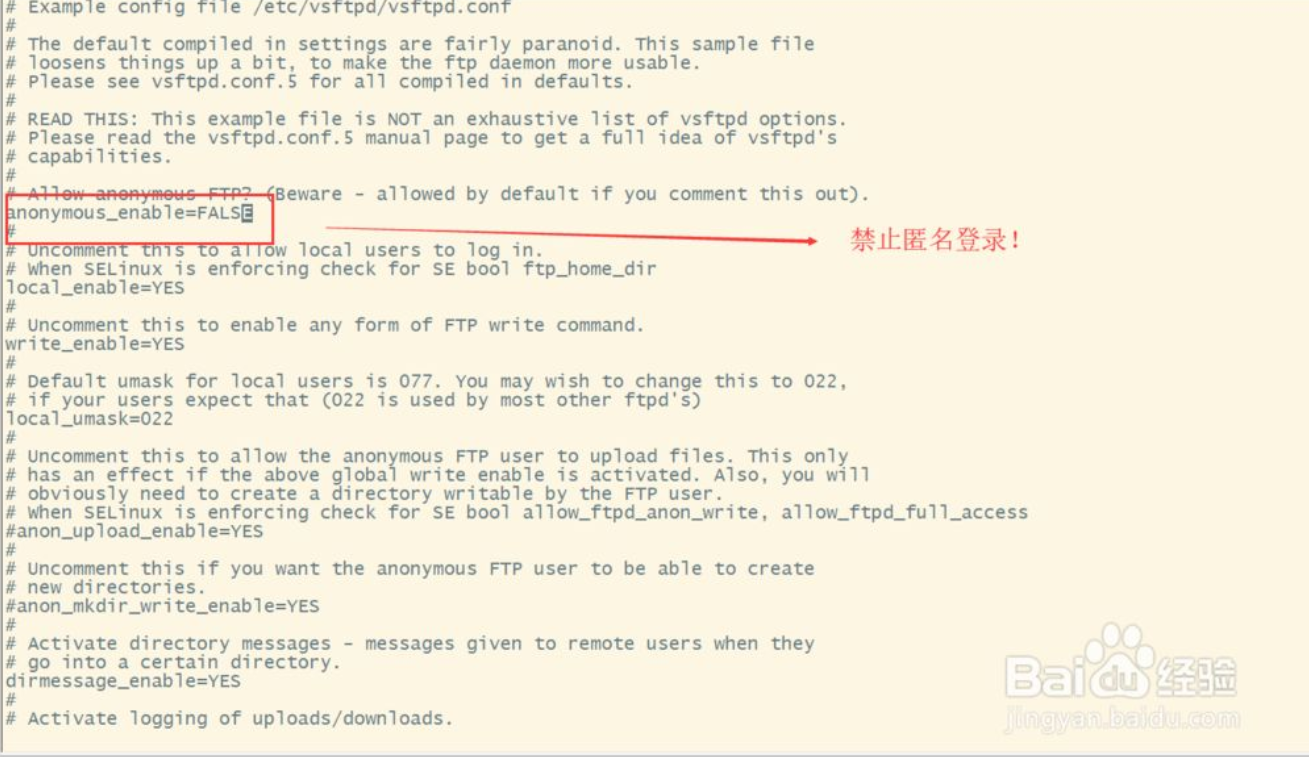 # Example config file /etc/vsftpd/vsftpd.conf
#
# The default compiled in settings are fairly paranoid. This sample file
# loosens things up a bit, to make the ftp daemon more usable.
# Please see vsftpd.conf.5 for all compiled in defaults.
#
# READ THIS: This example file is NOT an exhaustive list of vsftpd options.
# Please read the vsftpd.conf.5 manual page to get a full idea of vsftpd's
# capabilities.
#
# Allow anonymous FTP? (Beware - allowed by default if you comment this out).
anonymous_enable=FALSE
禁止匿名登录!
#
# Uncomment this to allow local users to log in.
# When SELinux is enforcing check for SE bool ftp_home_dir
local_enable=YES
#
# Uncomment this to enable any form of FTP write command.
write_enable=YES
#
# Default umask for local users is 077. You may wish to change this to 022,
# if your users expect that (022 is used by most other ftpd's)
local_umask=022
#
# Uncomment this to allow the anonymous FTP user to upload files. This only
# has an effect if the above global write enable is activated. Also, you will
# obviously need to create a directory writable by the FTP user.
# When SELinux is enforcing check for SE bool allow_ftpd_anon_write, allow_ftpd_full_access
#anon_upload_enable=YES
#
# Uncomment this if you want the anonymous FTP user to be able to create
# new directories.
#anon_mkdir_write_enable=YES
#
# Activate directory messages - messages given to remote users when they
# go into a certain directory.
dirmessage_enable=YES
#
# Activate logging of uploads/downloads.
Baidu 经验
jingyan.baidu.com